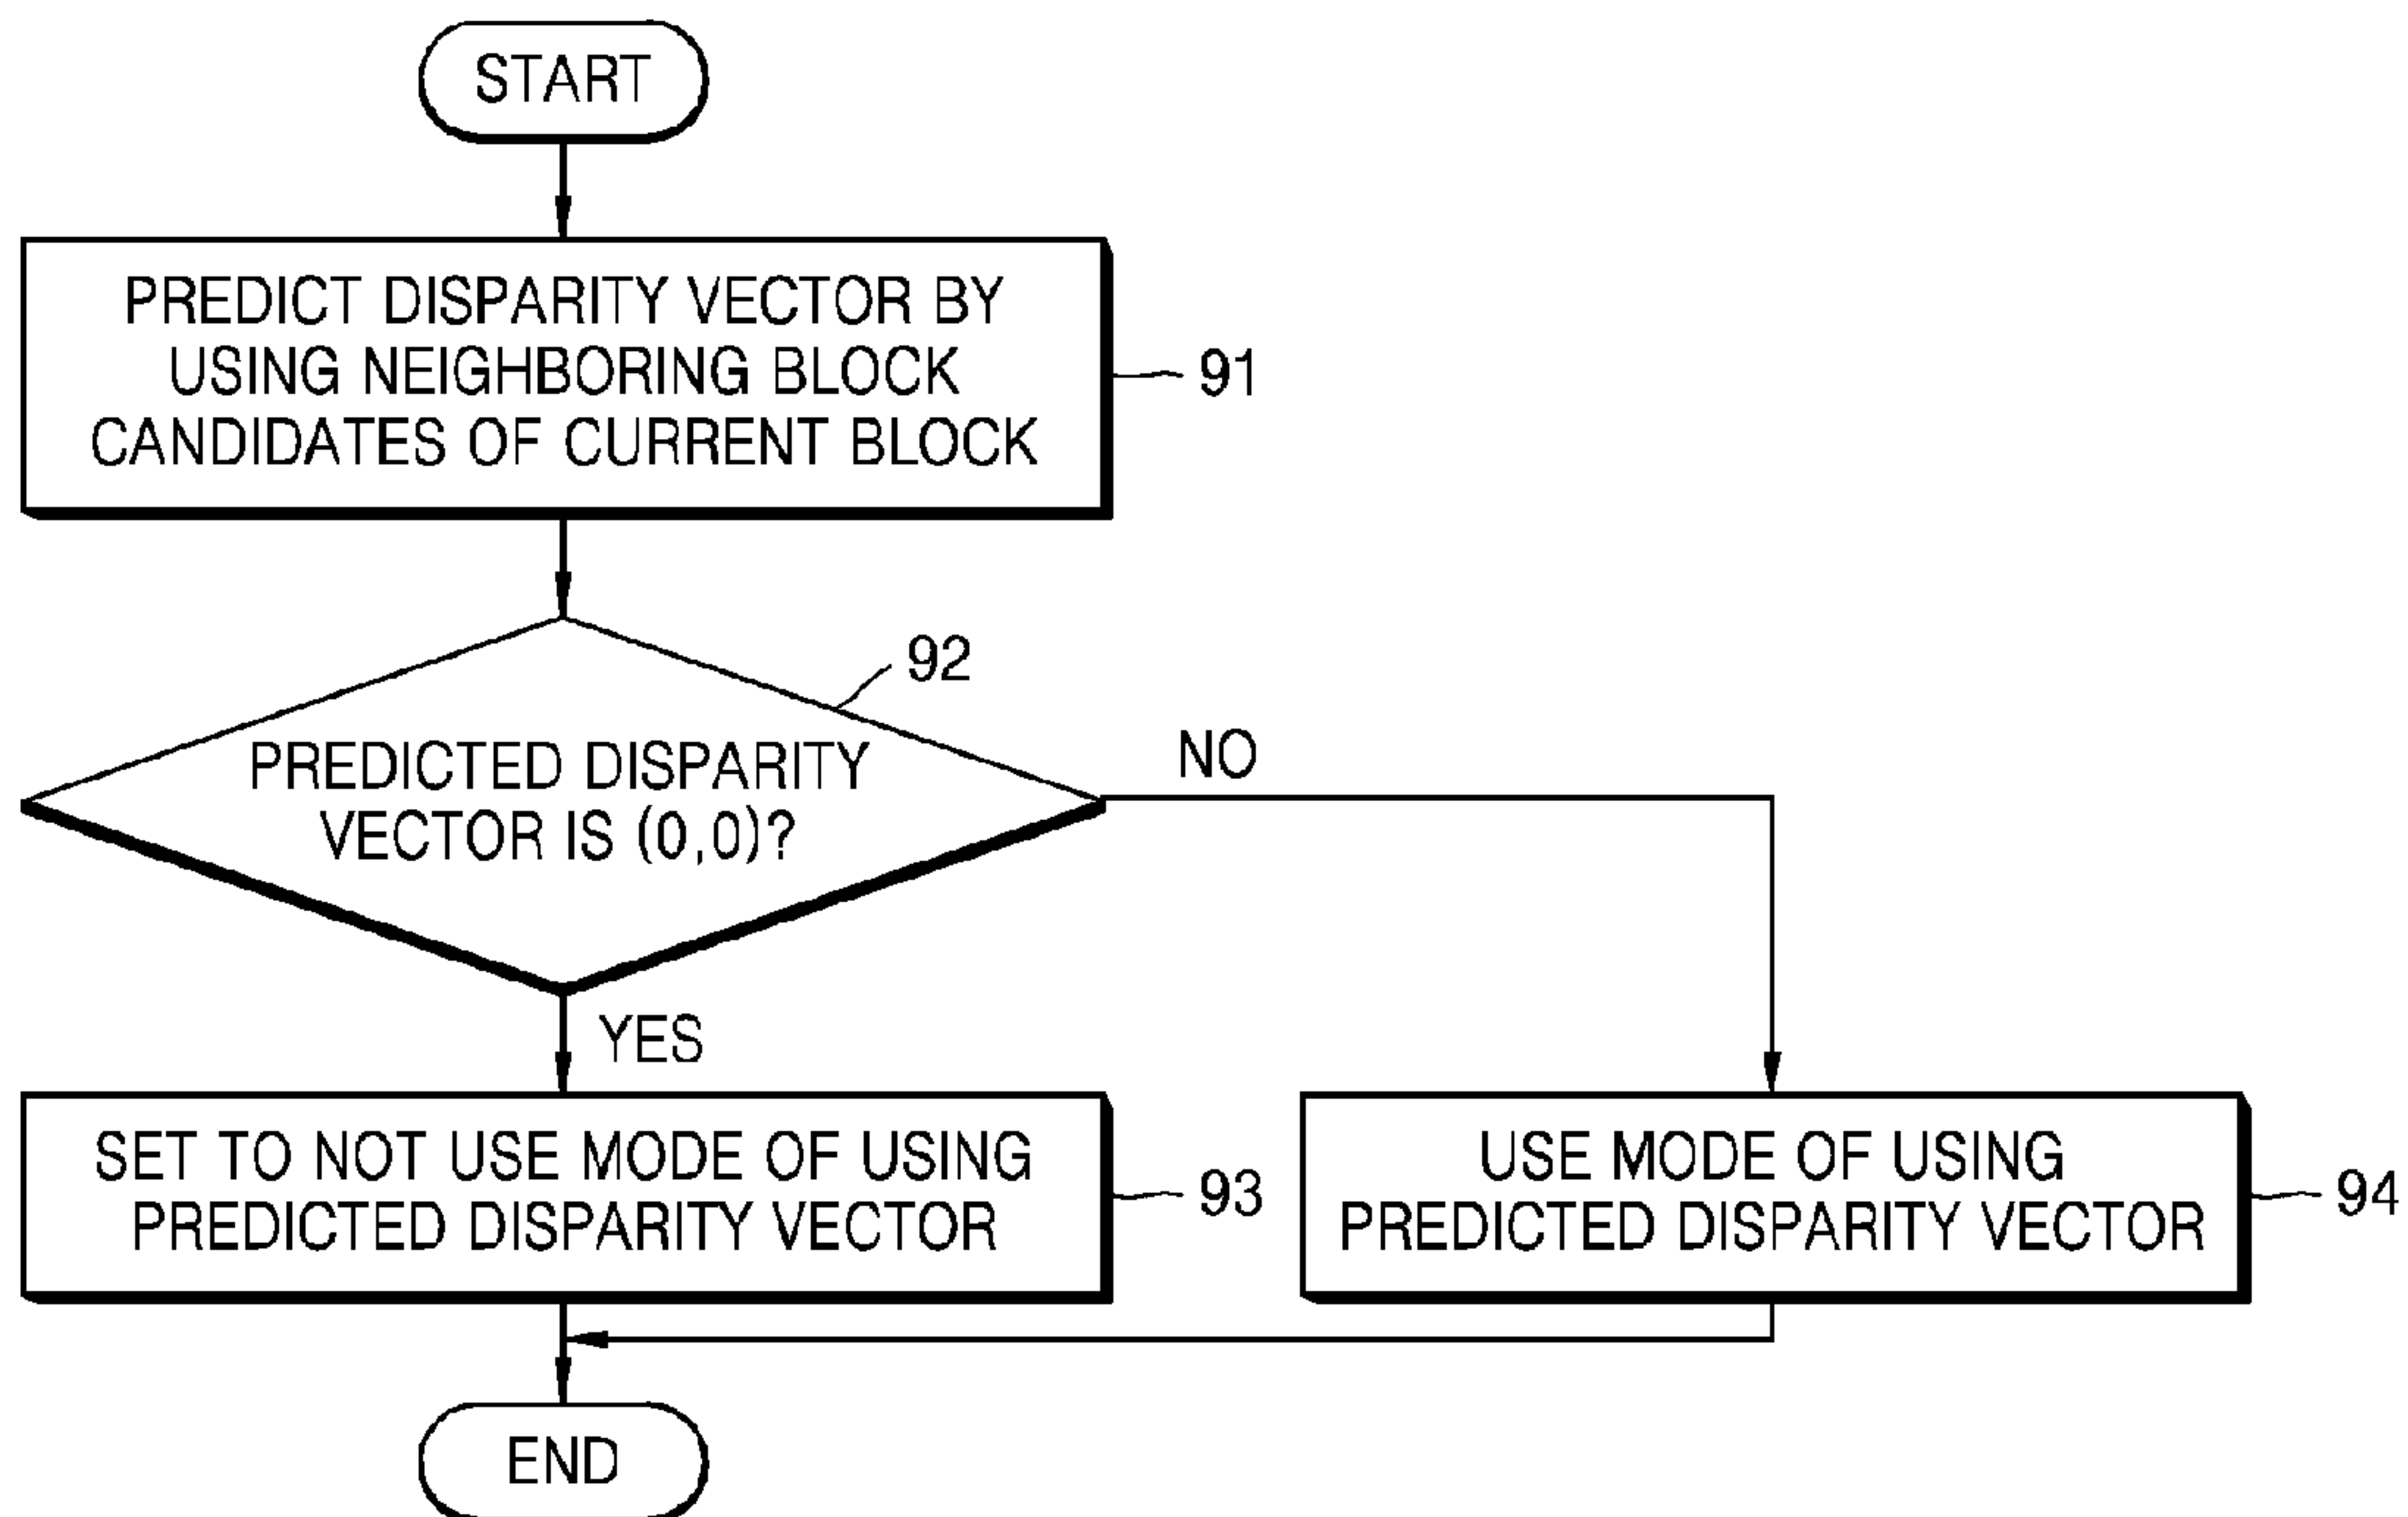 START
PREDICT DISPARITY VECTOR BY
USING NEIGHBORING BLOCK
CANDIDATES OF CURRENT BLOCK
91
92
PREDICTED DISPARITY
VECTOR IS (0,0)?
NO
YES
SET TO NOT USE MODE OF USING
PREDICTED DISPARITY VECTOR
93
USE MODE OF USING
PREDICTED DISPARITY VECTOR
94
END